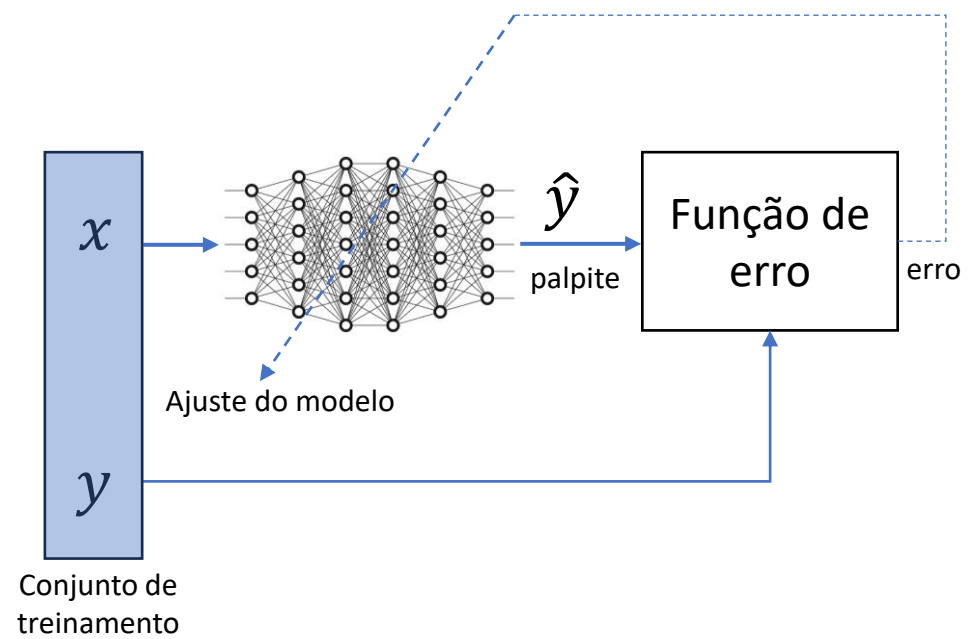 x
ŷ
palpite
Função de
erro
erro
Ajuste do modelo
y
Conjunto de
treinamento